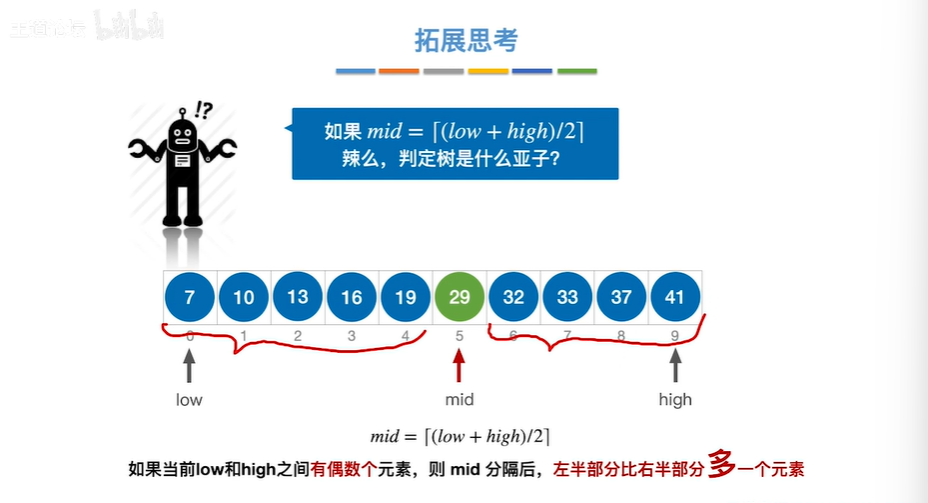 王道论坛 bilibili
拓展思考
!?
如果 mid = ⌈(low + high)/2⌉
辣么，判定树是什么亚子？
7 10 13 16 19 29 32 33 37 41
0 1 2 3 4 5 6 7 8 9
low mid high
mid = ⌈(low + high)/2⌉
如果当前low和high之间有偶数个元素，则 mid 分隔后，左半部分比右半部分多一个元素